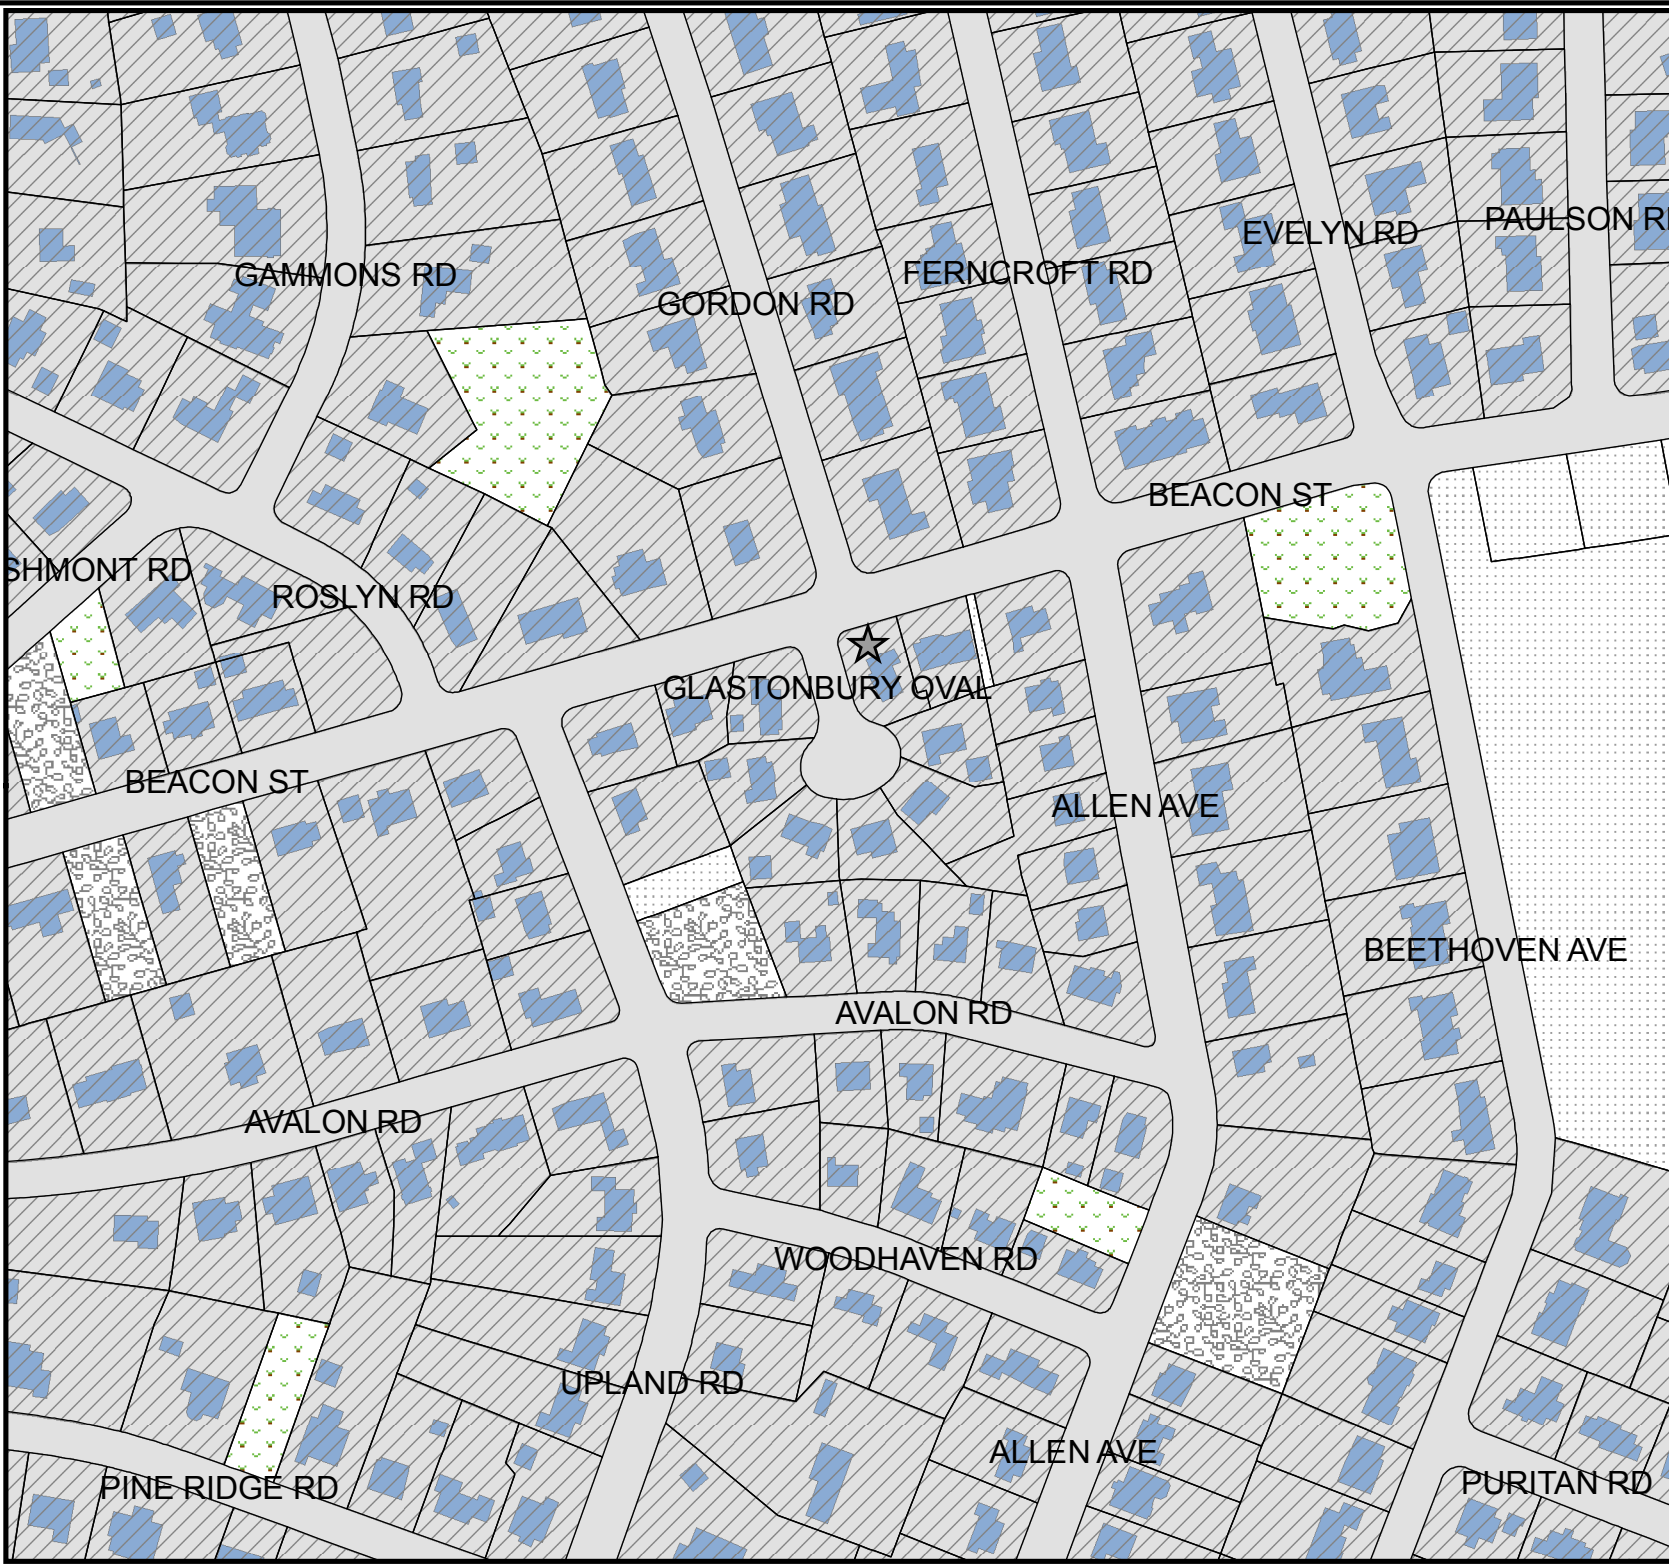 PAULSON R
EVELYN RD
FERNCROFT RD
GAMMONS RD
GORDON RD
BEACON ST
SHMONT RD
ROSLYN RD
GLASTONBURY OVAL
BEACON ST
ALLEN AVE
BEETHOVEN AVE
AVALON RD
AVALON RD
WOODHAVEN RD
UPLAND RD
ALLEN AVE
PURITAN RD
PINE RIDGE RD